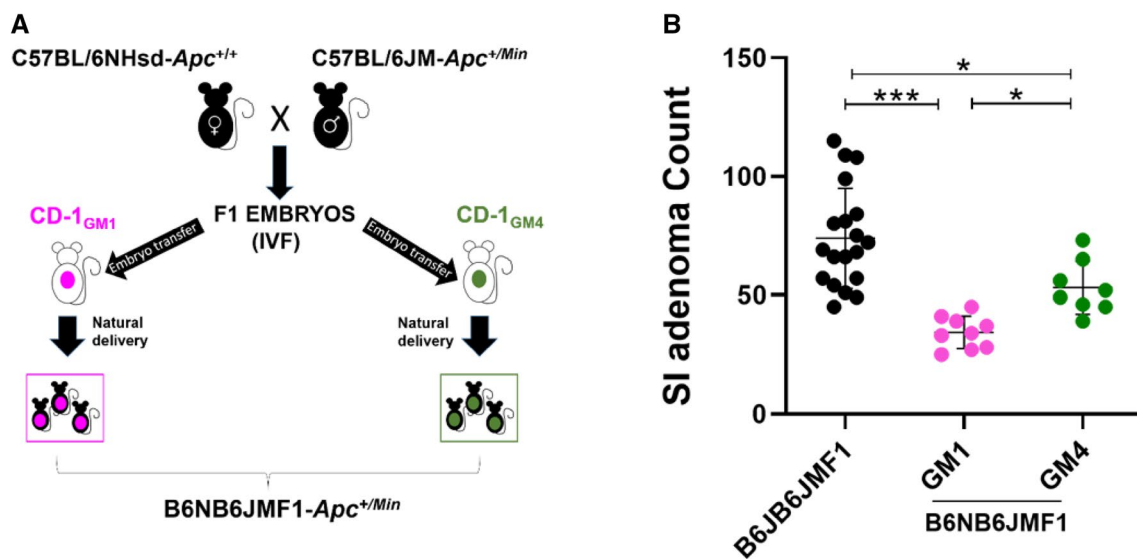 A
C57BL/6NHsd-Apc+/+
C57BL/6JM-Apc+/Min
♀
X
♂
CD-1GM1
F1 EMBRYOS
(IVF)
CD-1GM4
Embryo transfer
Embryo transfer
Natural
delivery
Natural
delivery
B6NB6JMF1-Apc+/Min
B
SI adenoma Count
150
100
50
0
*
***
*
B6JB6JMF1
GM1
GM4
B6NB6JMF1